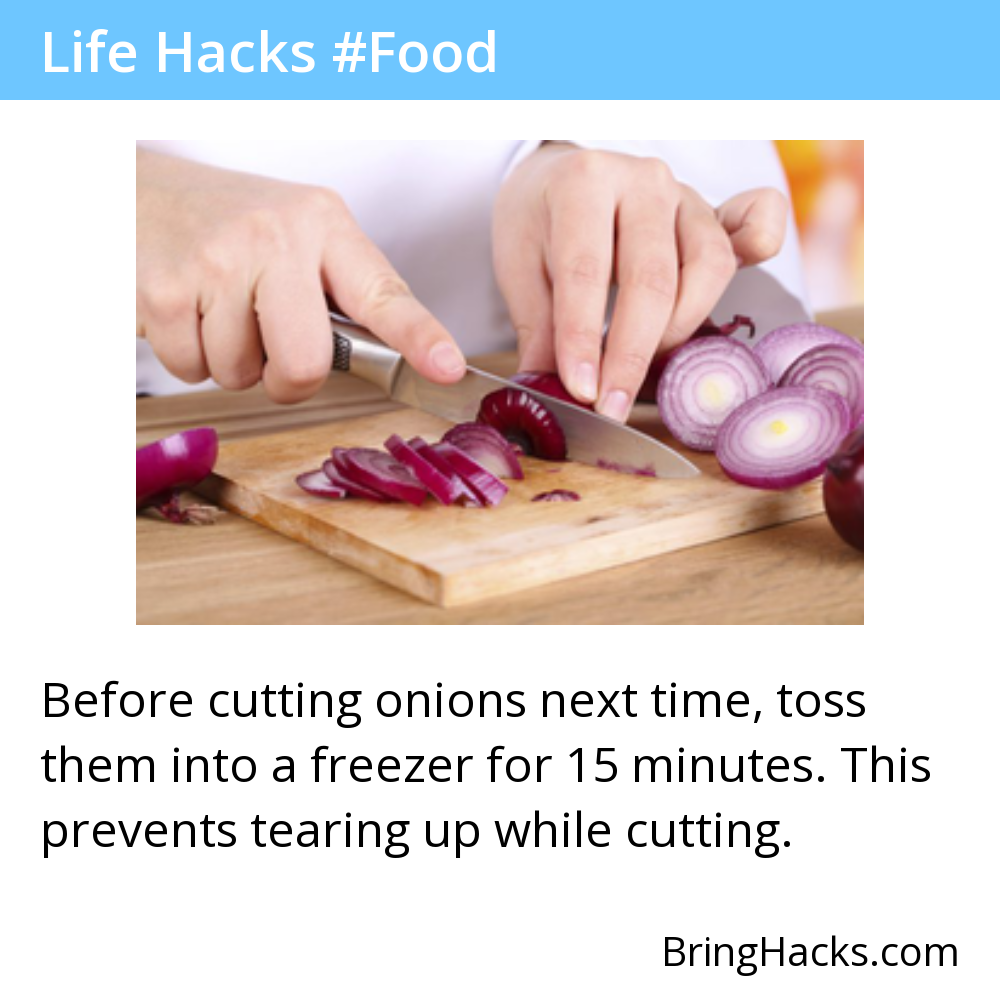 Life Hacks #Food
Before cutting onions next time, toss
them into a freezer for 15 minutes. This
prevents tearing up while cutting.
BringHacks.com